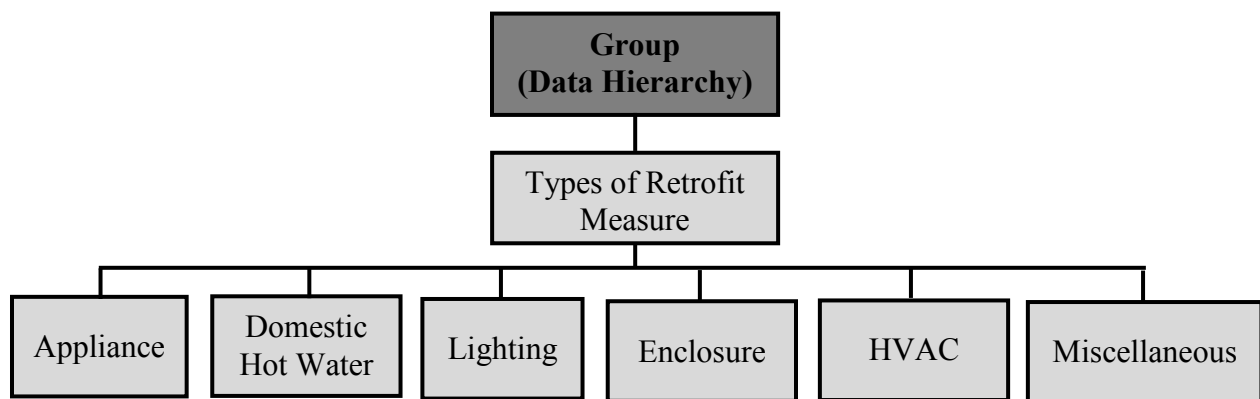 Group
(Data Hierarchy)
Types of Retrofit
Measure
Appliance
Domestic
Hot Water
Lighting
Enclosure
HVAC
Miscellaneous